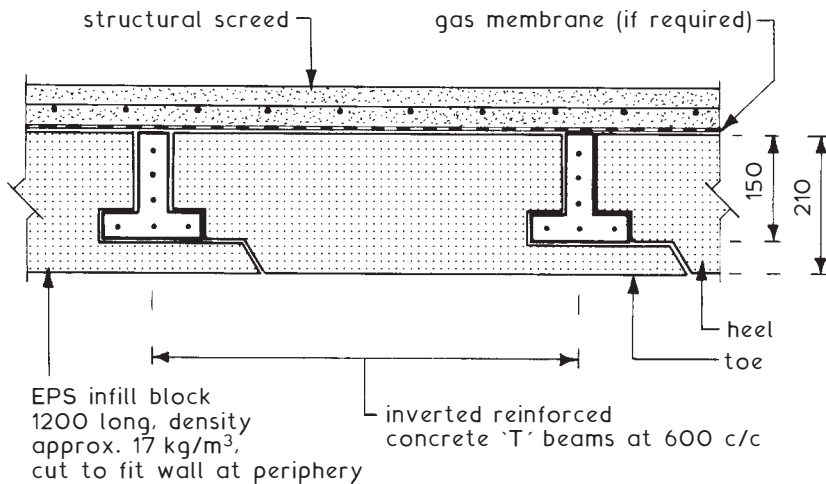 structural screed
gas membrane (if required)
150
210
heel
toe
EPS infill block
1200 long, density
approx. 17 kg/m³,
cut to fit wall at periphery
inverted reinforced
concrete ‵T′ beams at 600 c/c